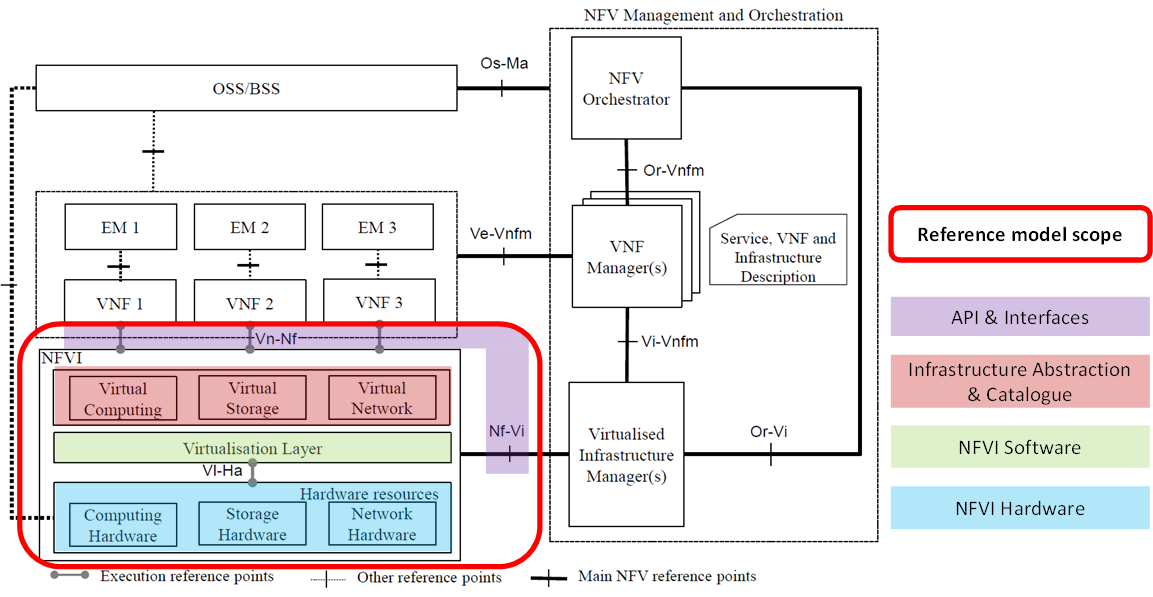 NFV Management and Orchestration
Os-Ma
OSS/BSS
NFV
Orchestrator
Or-Vnfm
EM 1
EM 2
EM 3
Ve-Vnfm
VNF
Manager(s)
Service, VNF and
Infrastructure
Description
Reference model scope
VNF 1
VNF 2
VNF 3
API & Interfaces
Vn-Nf
Vi-Vnfm
NFVI
Virtual
Computing
Virtual
Storage
Virtual
Network
Infrastructure Abstraction
& Catalogue
Nf-Vi
Virtualised
Infrastructure
Manager(s)
Or-Vi
Virtualisation Layer
NFVI Software
VI-Ha
Hardware resources
Computing
Hardware
Storage
Hardware
Network
Hardware
NFVI Hardware
Execution reference points
Other reference points
Main NFV reference points